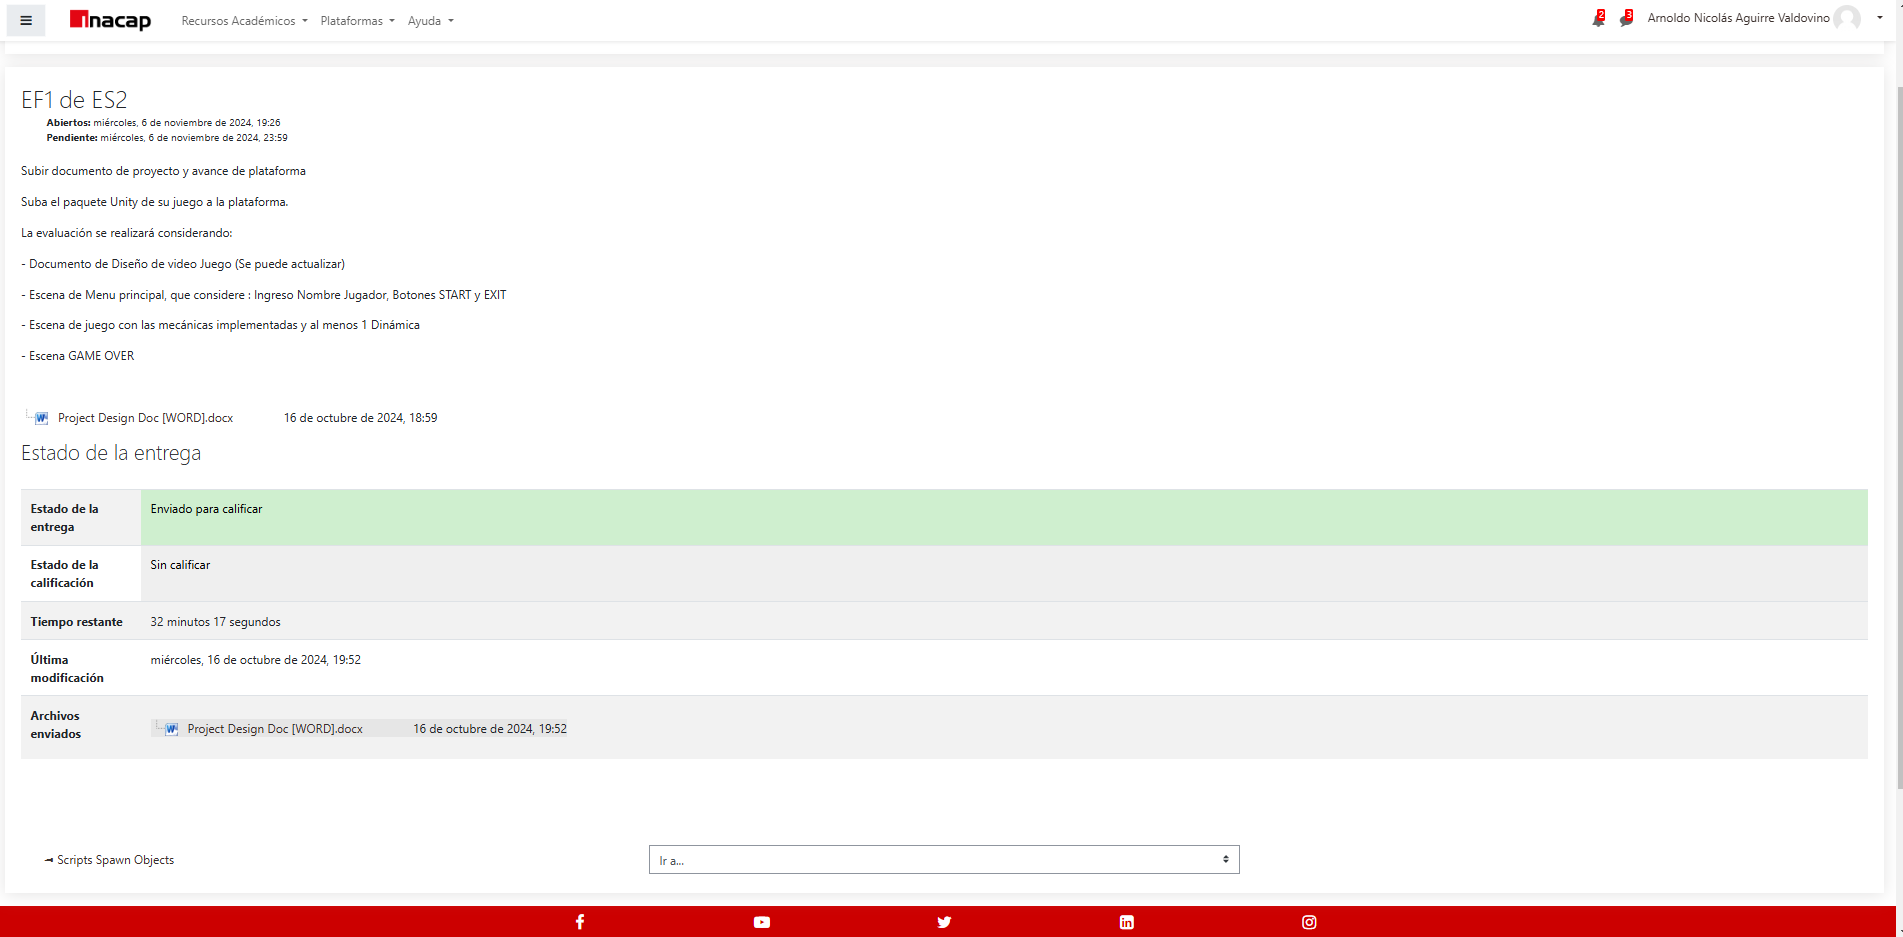 inacap
Recursos Académicos
Plataformas
Ayuda
2
3
Arnoldo Nicolás Aguirre Valdovino
EF1 de ES2
Abiertos: miércoles, 6 de noviembre de 2024, 19:26
Pendiente: miércoles, 6 de noviembre de 2024, 23:59
Subir documento de proyecto y avance de plataforma
Suba el paquete Unity de su juego a la plataforma.
La evaluación se realizará considerando:
- Documento de Diseño de video Juego (Se puede actualizar)
- Escena de Menu principal, que considere : Ingreso Nombre Jugador, Botones START y EXIT
- Escena de juego con las mecánicas implementadas y al menos 1 Dinámica
- Escena GAME OVER
Project Design Doc [WORD].docx 16 de octubre de 2024, 18:59
Estado de la entrega
Estado de la entrega Enviado para calificar
Estado de la calificación Sin calificar
Tiempo restante 32 minutos 17 segundos
Última modificación miércoles, 16 de octubre de 2024, 19:52
Archivos enviados Project Design Doc [WORD].docx 16 de octubre de 2024, 19:52
Scripts Spawn Objects
Ir a...